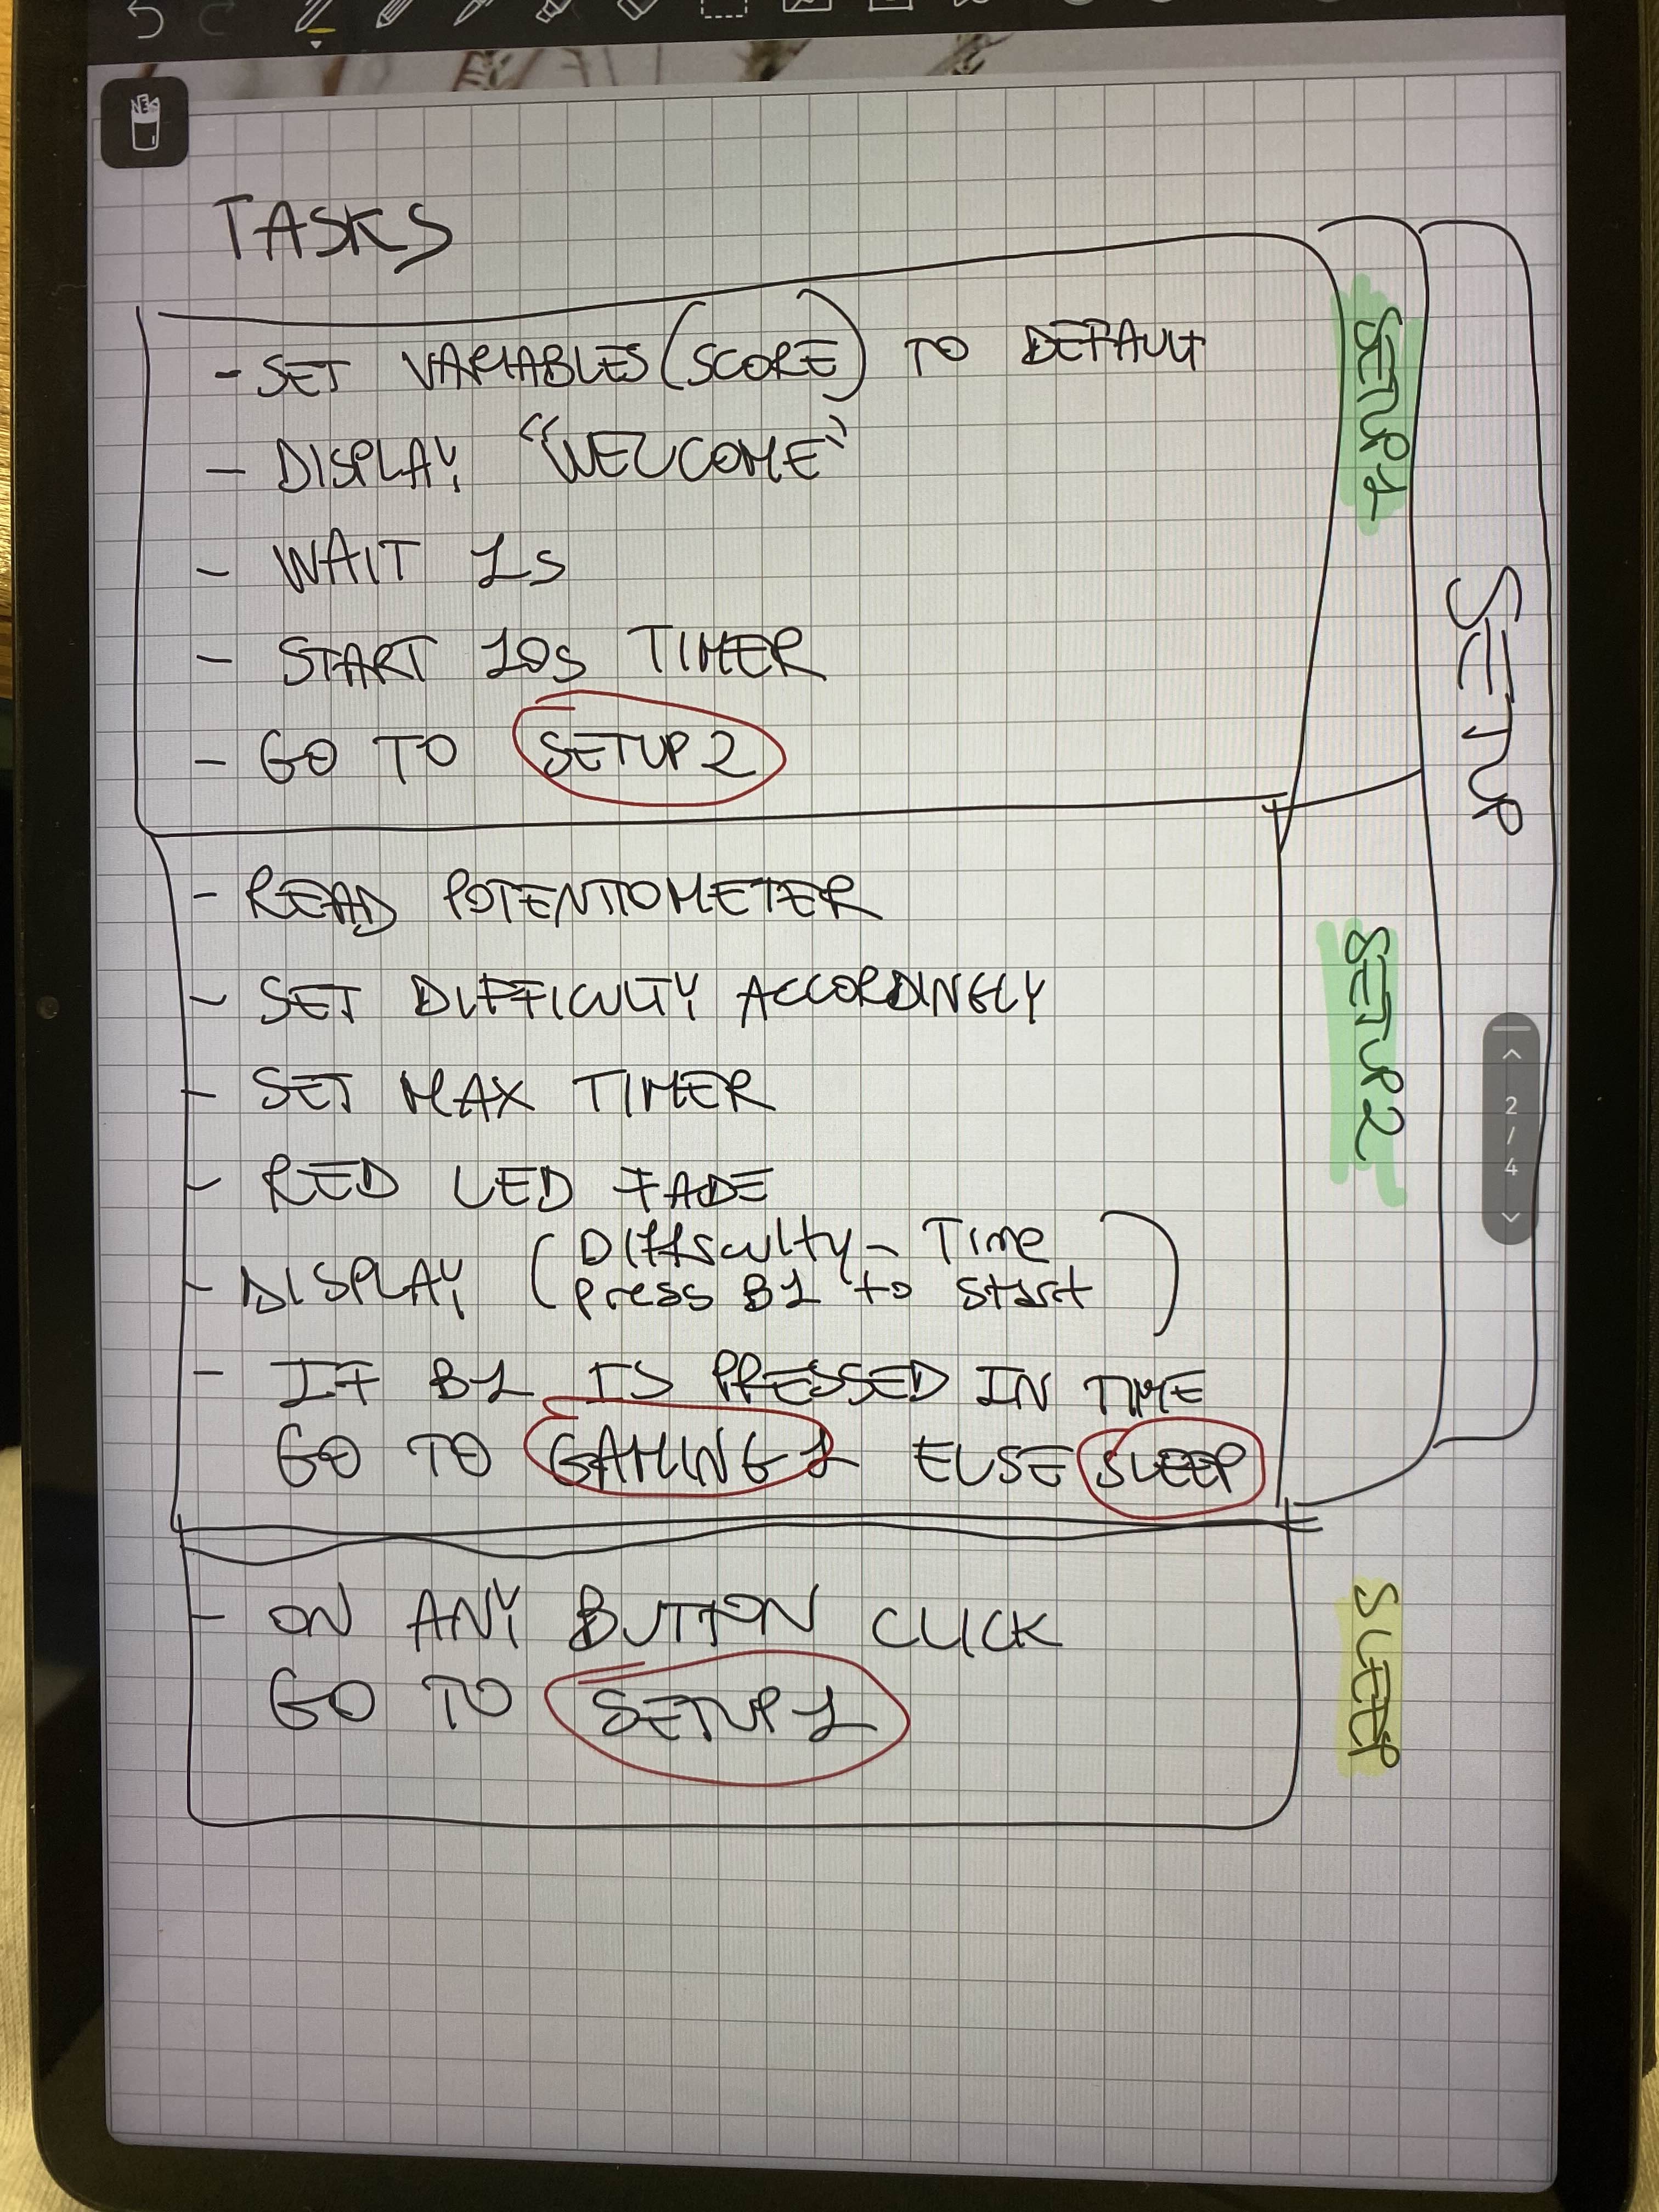 TASKS
- SET VARIABLES (SCORE) TO DEFAULT
- DISPLAY "WELCOME"
- WAIT 1s
- START 10s TIMER
- GO TO SETUP 2
SETUP 1
- READ POTENTIOMETER
- SET DIFFICULTY ACCORDINGLY
- SET MAX TIMER
- RED LED FADE
- DISPLAY (Difficulty - Time
press B1 to start)
- IF B1 IS PRESSED IN TIME
GO TO GAMING 1 ELSE SLEEP
SETUP 2
SETUP
- ON ANY BUTTON CLICK
GO TO SETUP 1
SLEEP
2
/
4